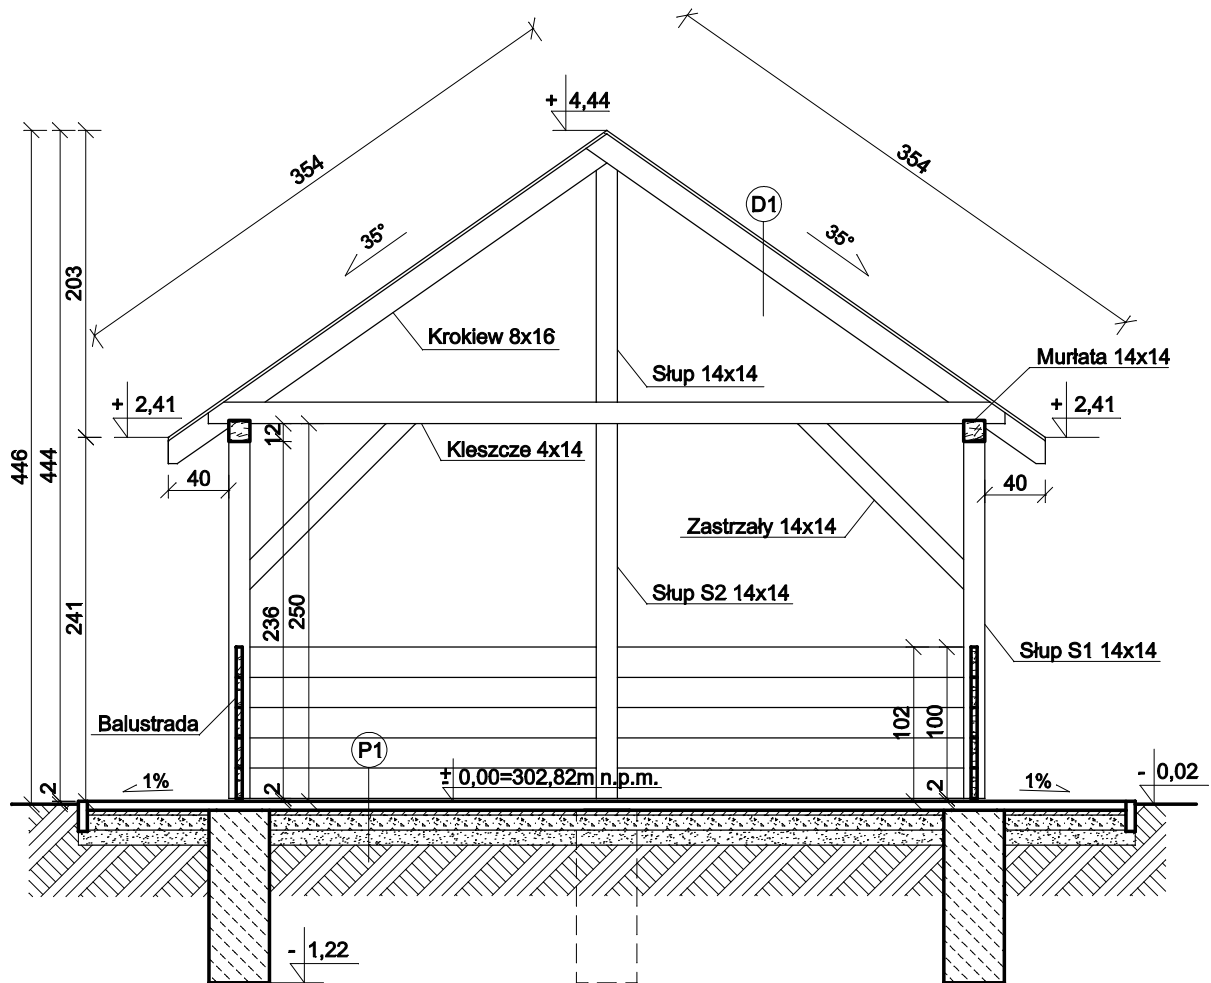 + 4,44
354
354
D1
35°
35°
203
Krokiew 8x16
Słup 14x14
Murłata 14x14
+ 2,41
+ 2,41
12
Kleszcze 4x14
446
444
40
40
Zastrzały 14x14
241
236
250
Słup S2 14x14
Słup S1 14x14
Balustrada
102
100
P1
1%
± 0,00=302,82m n.p.m.
1%
- 0,02
2
2
2
- 1,22